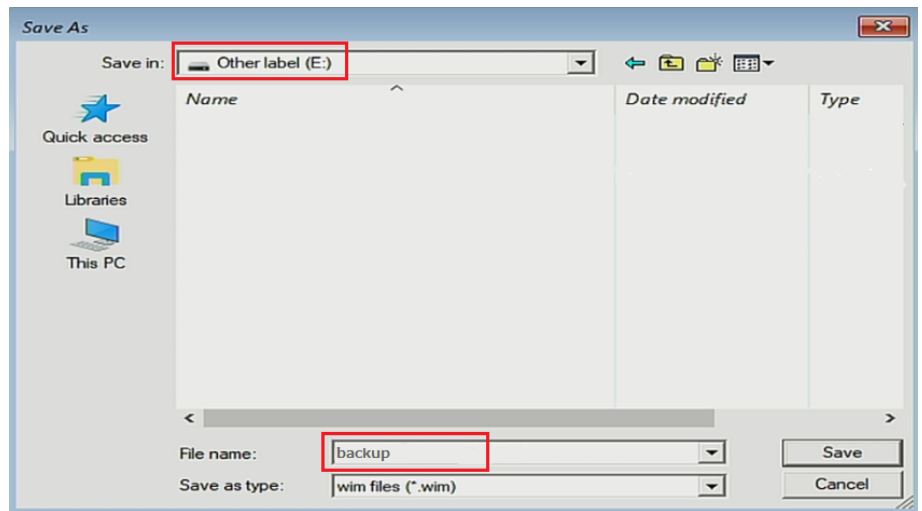 Save As
Save in: Other label (E:)
Name Date modified Type
Quick access
Libraries
This PC
File name: backup Save
Save as type: wim files (*.wim) Cancel